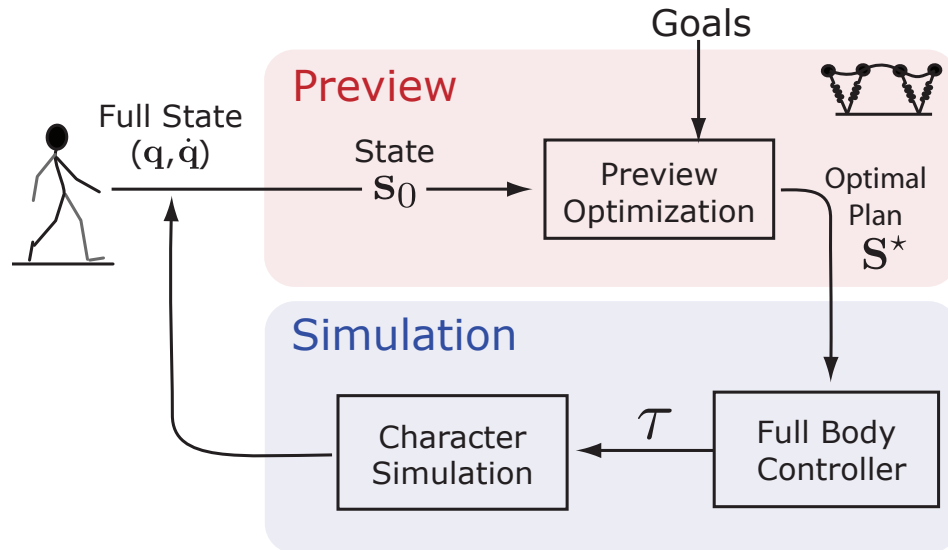 Goals
Preview
Full State
(q,q̇)
State
s₀
Preview
Optimization
Optimal
Plan
S⋆
Simulation
τ
Character
Simulation
Full Body
Controller